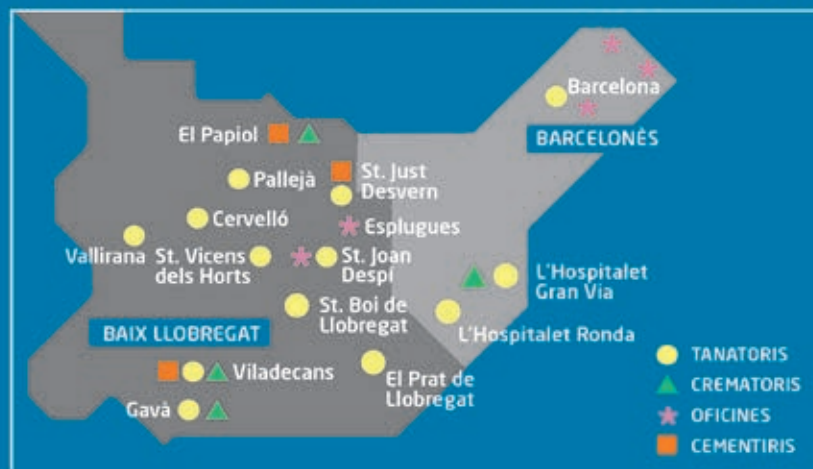 Barcelona
BARCELONÈS
El Papiol
St. Just
Desvern
Pallejà
Cervelló
Esplugues
Vallirana
St. Vicens
dels Horts
St. Joan
Despí
L'Hospitalet
Gran Via
St. Boi de
Llobregat
L'Hospitalet Ronda
BAIX LLOBREGAT
Viladecans
El Prat de
Llobregat
Gavà
TANATORIS
CREMATORIS
OFICINES
CEMENTIRIS